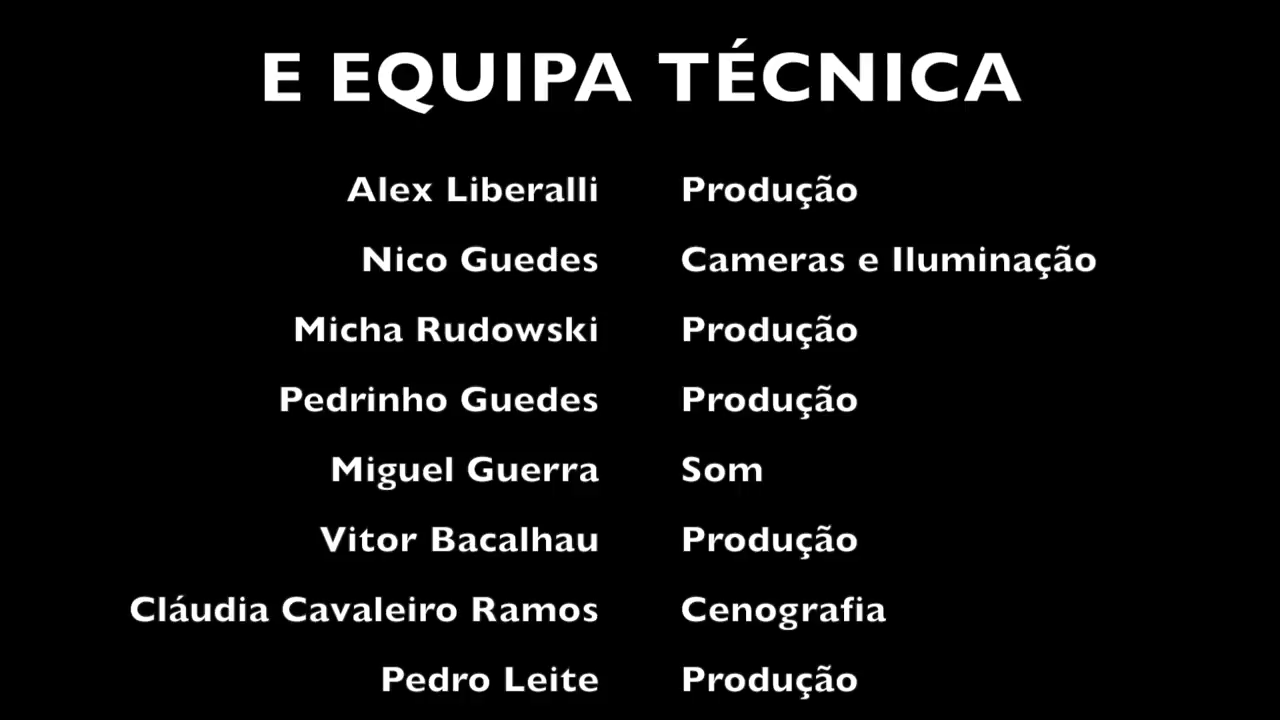 E EQUIPA TÉCNICA
Alex Liberalli Produção
Nico Guedes Cameras e Iluminação
Micha Rudowski Produção
Pedrinho Guedes Produção
Miguel Guerra Som
Vitor Bacalhau Produção
Cláudia Cavaleiro Ramos Cenografia
Pedro Leite Produção